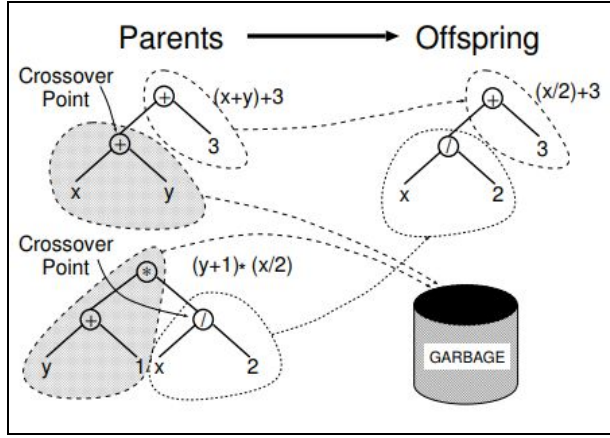 Parents
Offspring
Crossover
Point
+
(x+y)+3
+
3
x
y
+
(x/2)+3
/
3
x
2
Crossover
Point
*
(y+1)* (x/2)
+
/
y
1
x
2
GARBAGE